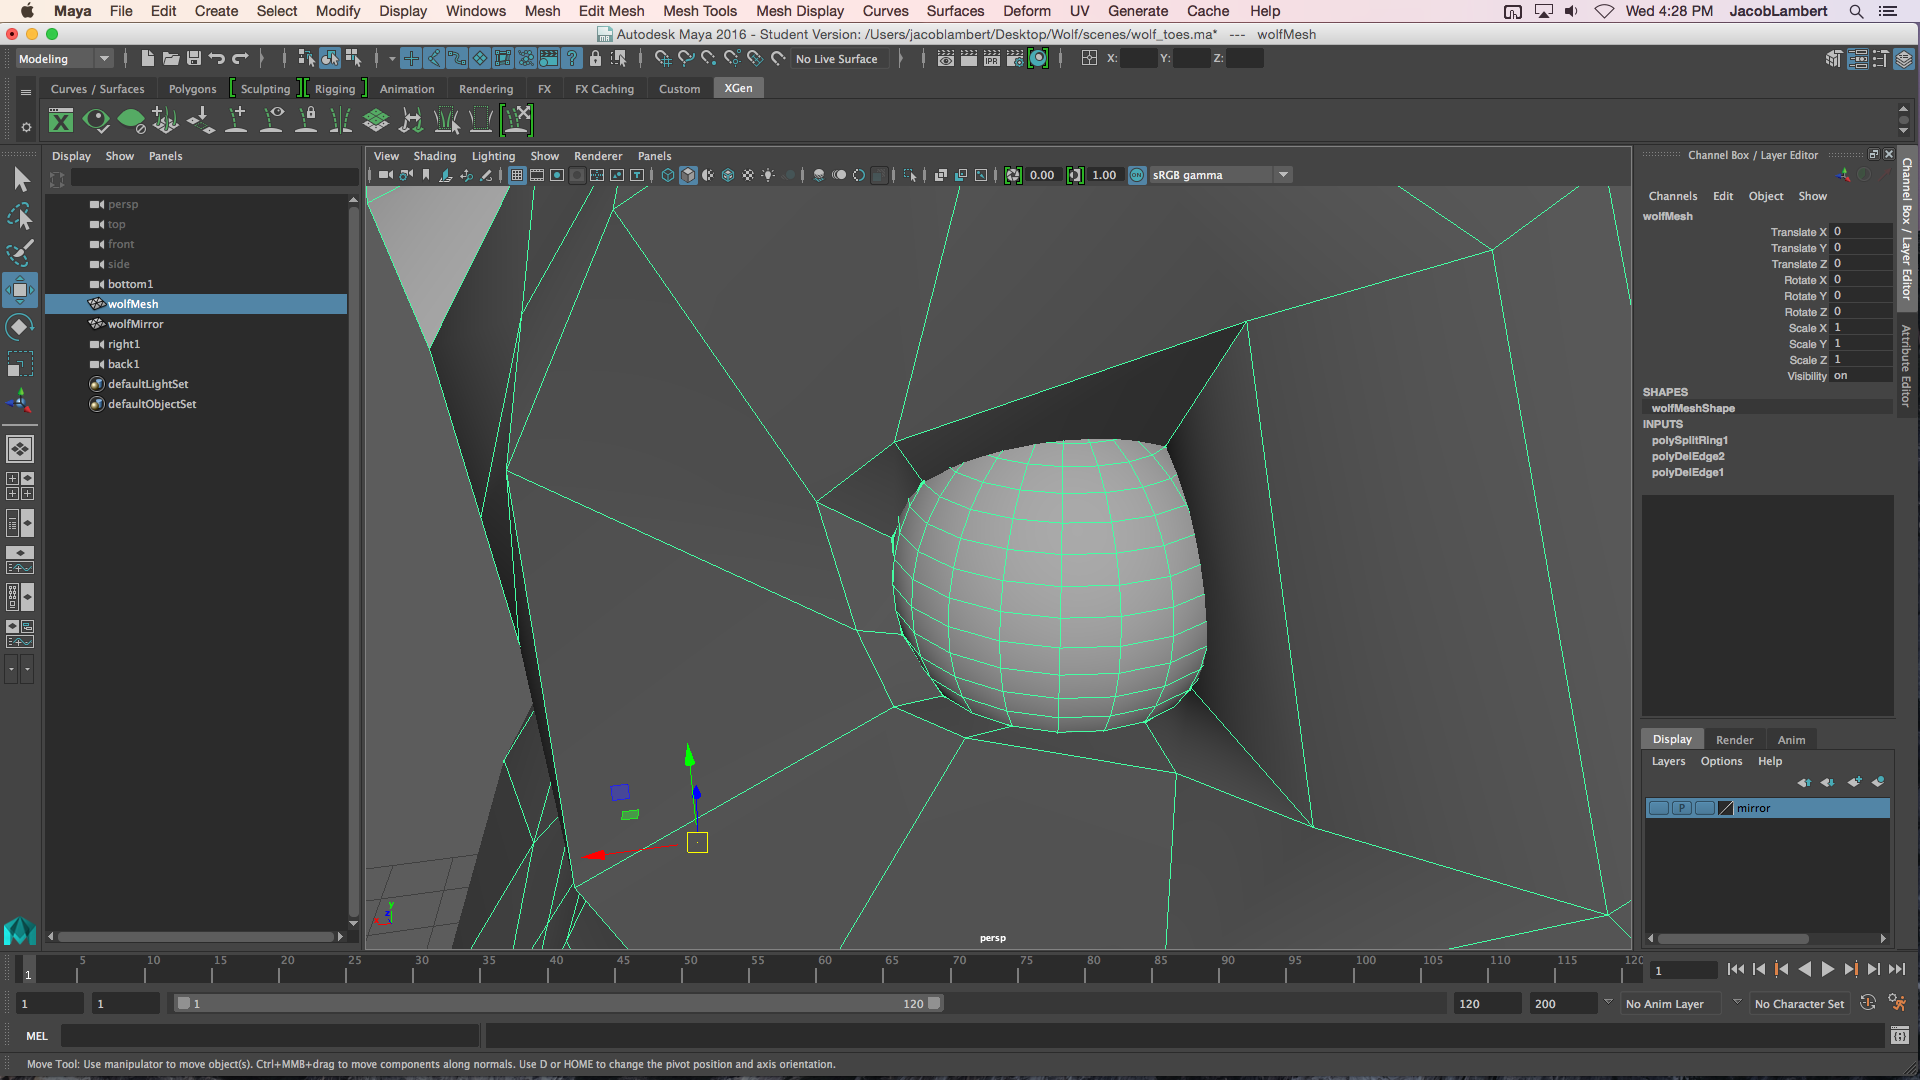 Maya File Edit Create Select Modify Display Windows Mesh Edit Mesh Mesh Tools Mesh Display Curves Surfaces Deform UV Generate Cache Help Wed 4:28 PM JacobLambert
Autodesk Maya 2016 - Student Version: /Users/jacoblambert/Desktop/Wolf/scenes/wolf_toes.ma* --- wolfMesh
Modeling No Live Surface IPR X: Y: Z:
Curves / Surfaces Polygons Sculpting Rigging Animation Rendering FX FX Caching Custom XGen
Display Show Panels
View Shading Lighting Show Renderer Panels
0.00 1.00 ON sRGB gamma
persp
top
front
side
bottom1
wolfMesh
wolfMirror
right1
back1
defaultLightSet
defaultObjectSet
y
z
persp
Channel Box / Layer Editor
Channels Edit Object Show
wolfMesh
Translate X 0
Translate Y 0
Translate Z 0
Rotate X 0
Rotate Y 0
Rotate Z 0
Scale X 1
Scale Y 1
Scale Z 1
Visibility on
SHAPES
wolfMeshShape
INPUTS
polySplitRing1
polyDelEdge2
polyDelEdge1
Channel Box / Layer Editor
Attribute Editor
Display Render Anim
Layers Options Help
P mirror
1 5 10 15 20 25 30 35 40 45 50 55 60 65 70 75 80 85 90 95 100 105 110 115 120 1
1 1 1 120 120 200 No Anim Layer No Character Set
MEL
Move Tool: Use manipulator to move object(s). Ctrl+MMB+drag to move components along normals. Use D or HOME to change the pivot position and axis orientation.